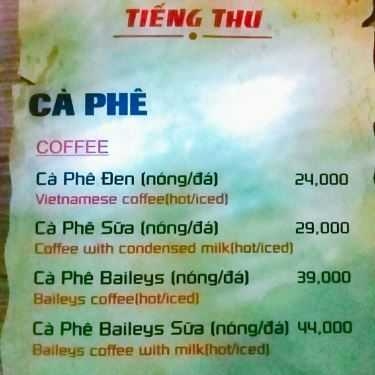 TIẾNG THU
CÀ PHÊ
COFFEE
Cà Phê Đen (nóng/đá) 24,000
Vietnamese coffee(hot/iced)
Cà Phê Sữa (nóng/đá) 29,000
Coffee with condensed milk(hot/iced)
Cà Phê Baileys (nóng/đá) 39,000
Baileys coffee(hot/iced)
Cà Phê Baileys Sữa (nóng/đá) 44,000
Baileys coffee with milk(hot/iced)